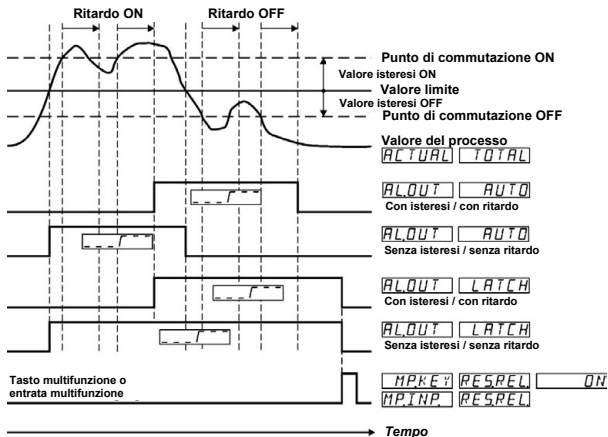 Ritardo ON
Ritardo OFF
Punto di commutazione ON
Valore isteresi ON
Valore limite
Valore isteresi OFF
Punto di commutazione OFF
Valore del processo
ACTUAL TOTAL
AL.OUT AUTO
Con isteresi / con ritardo
AL.OUT AUTO
Senza isteresi / senza ritardo
AL.OUT LATCH
Con isteresi / con ritardo
AL.OUT LATCH
Senza isteresi / senza ritardo
Tasto multifunzione o
entrata multifunzione
MP.KEY RES.REL. ON
MP.INP. RES.REL.
Tempo